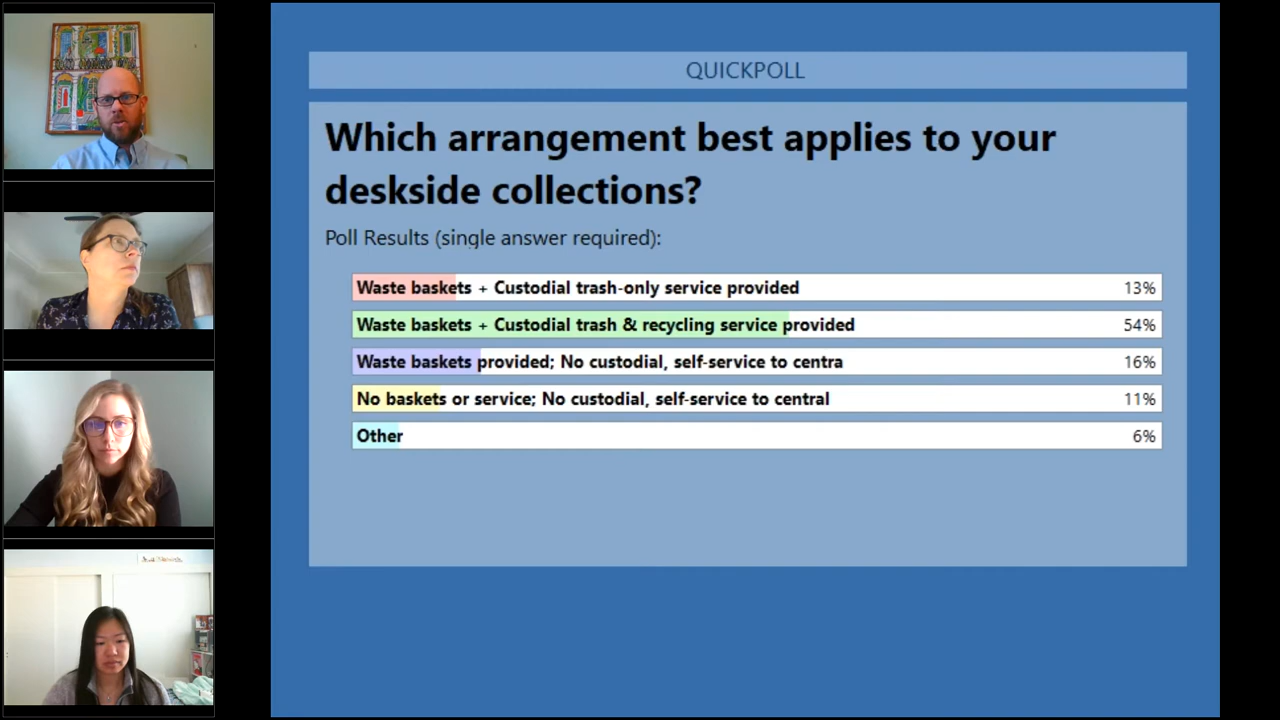 QUICKPOLL
Which arrangement best applies to your
deskside collections?
Poll Results (single answer required):
Waste baskets + Custodial trash-only service provided 13%
Waste baskets + Custodial trash & recycling service provided 54%
Waste baskets provided; No custodial, self-service to centra 16%
No baskets or service; No custodial, self-service to central 11%
Other 6%